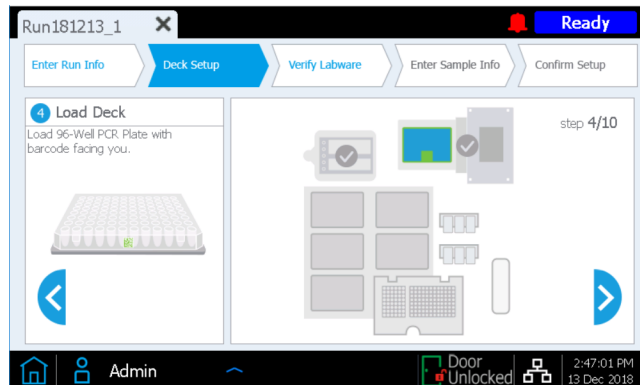 Run181213_1
Ready
Enter Run Info
Deck Setup
Verify Labware
Enter Sample Info
Confirm Setup
4 Load Deck
Load 96-Well PCR Plate with
barcode facing you.
step 4/10
Admin
Door
Unlocked
2:47:01 PM
13 Dec 2018